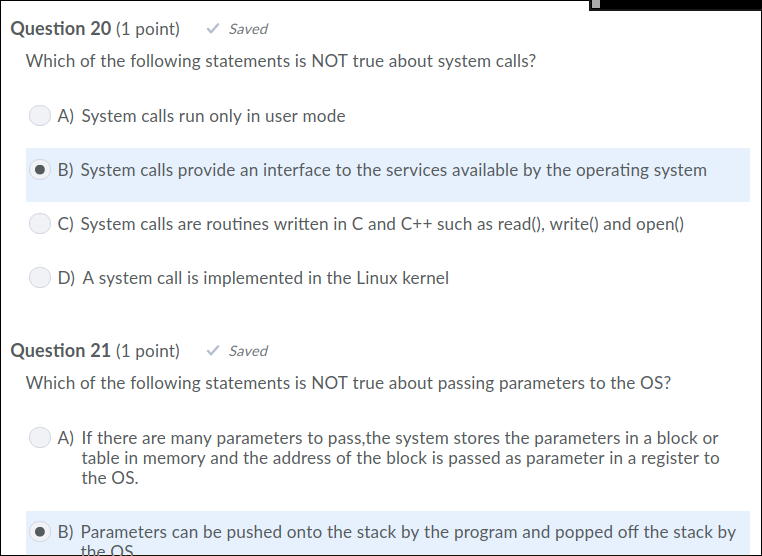 Question 20 (1 point) ✓ Saved
Which of the following statements is NOT true about system calls?
A) System calls run only in user mode
B) System calls provide an interface to the services available by the operating system
C) System calls are routines written in C and C++ such as read(), write() and open()
D) A system call is implemented in the Linux kernel
Question 21 (1 point) ✓ Saved
Which of the following statements is NOT true about passing parameters to the OS?
A) If there are many parameters to pass,the system stores the parameters in a block or
table in memory and the address of the block is passed as parameter in a register to
the OS.
B) Parameters can be pushed onto the stack by the program and popped off the stack by
the OS